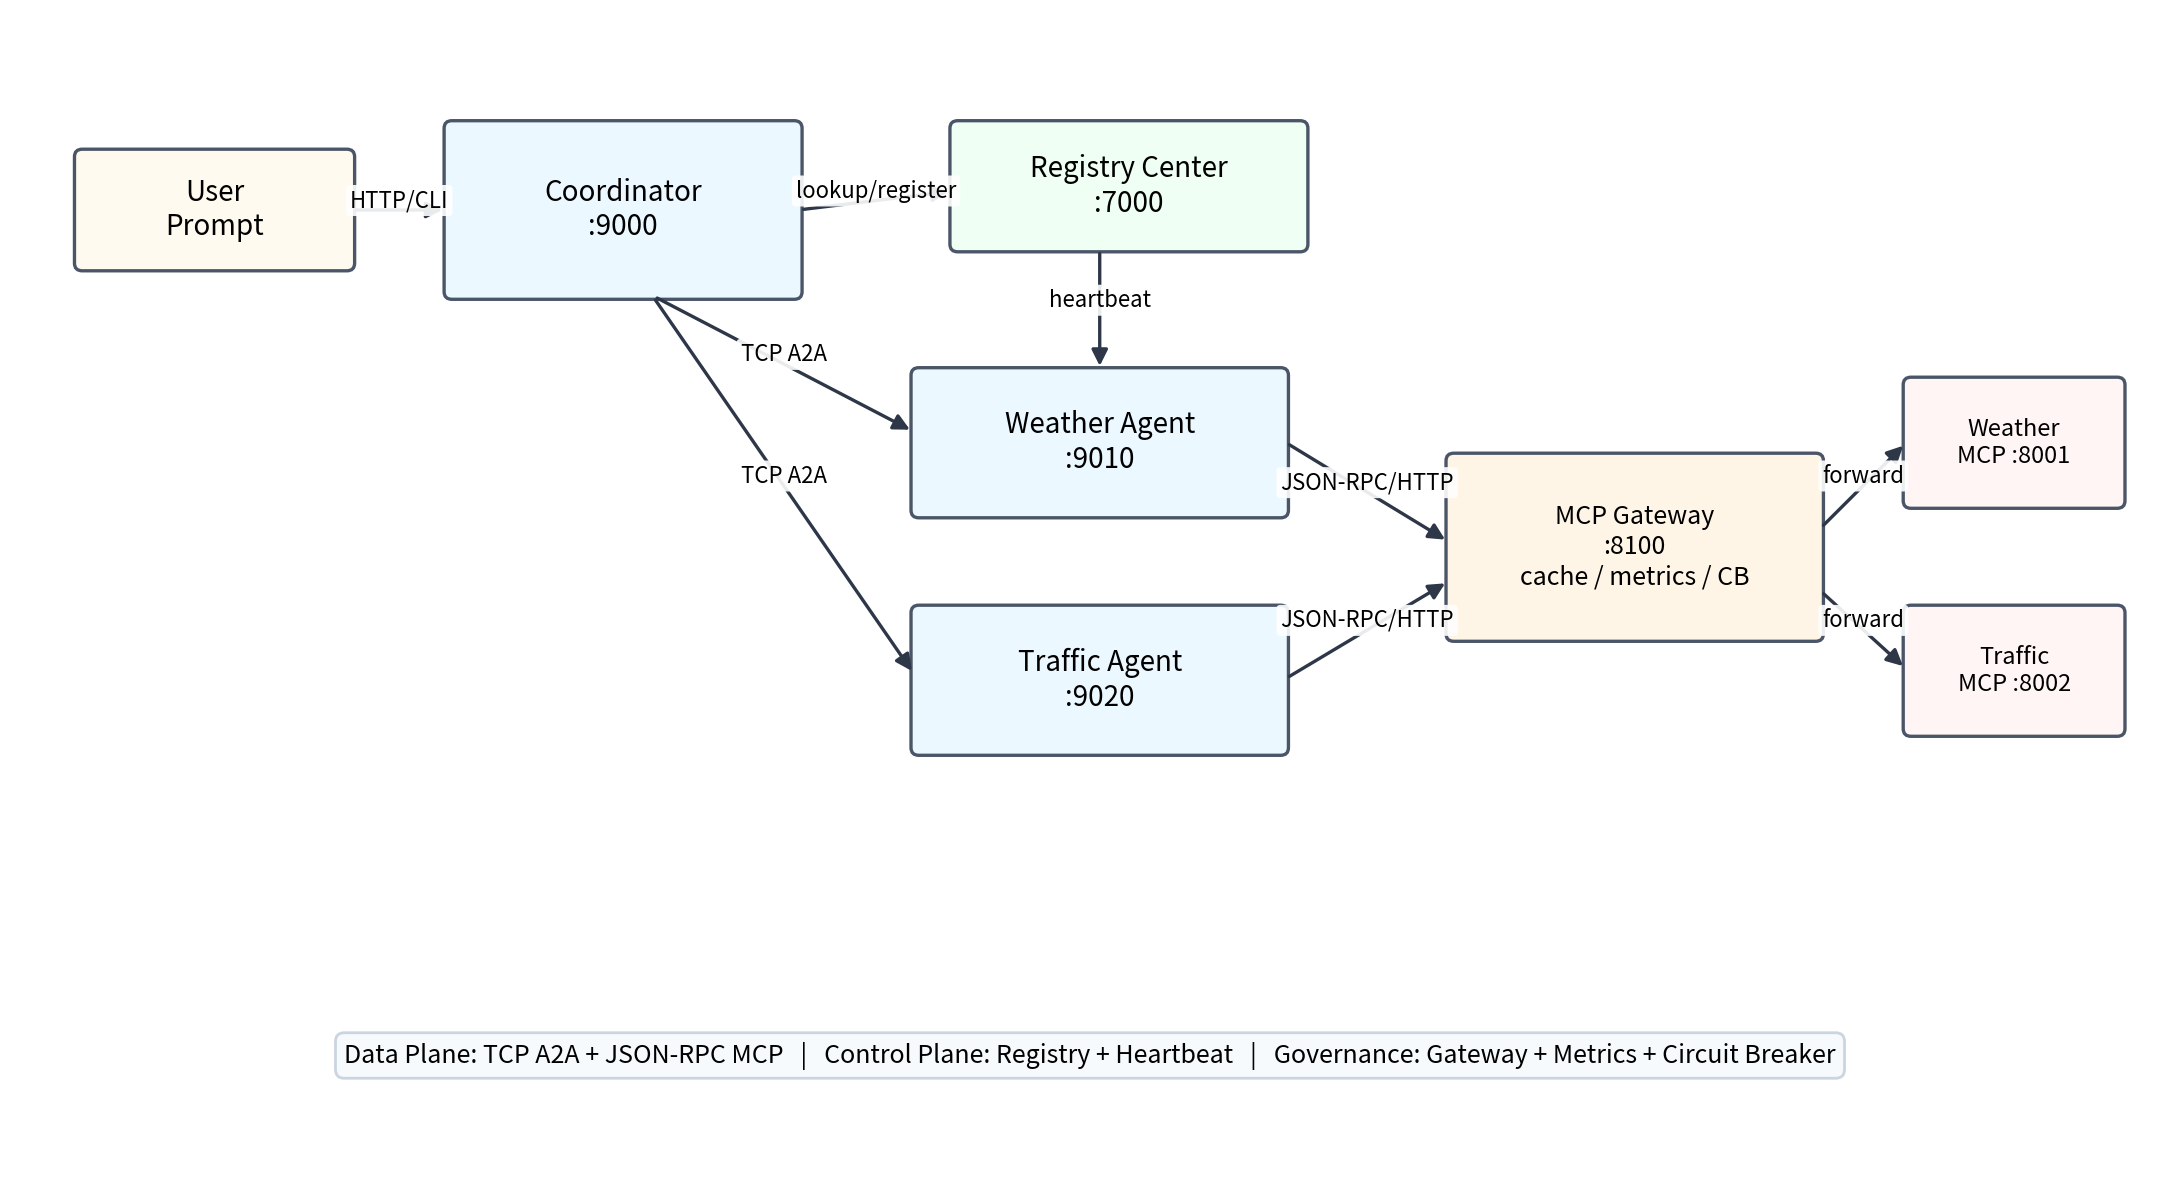 User
Prompt
HTTP/CLI
Coordinator
:9000
lookup/register
Registry Center
:7000
heartbeat
TCP A2A
TCP A2A
Weather Agent
:9010
Traffic Agent
:9020
JSON-RPC/HTTP
JSON-RPC/HTTP
MCP Gateway
:8100
cache / metrics / CB
forward
forward
Weather
MCP :8001
Traffic
MCP :8002
Data Plane: TCP A2A + JSON-RPC MCP | Control Plane: Registry + Heartbeat | Governance: Gateway + Metrics + Circuit Breaker